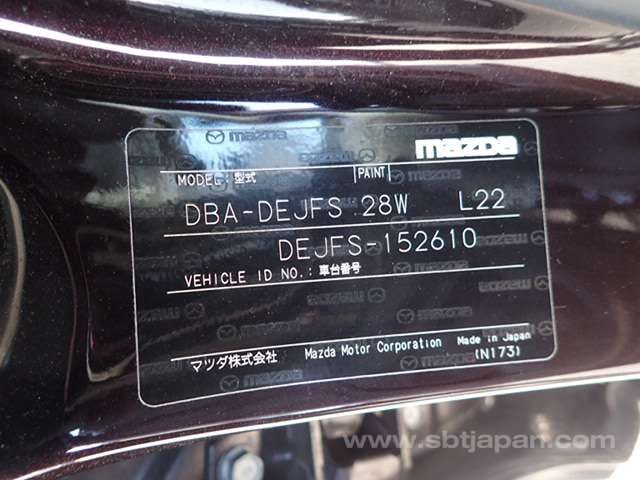 mazda
mazda
MODEL: 型式 PAINT
DBA-DEJFS 28W L22
DEJFS-152610
VEHICLE ID NO.: 車台番号
マツダ株式会社 Mazda Motor Corporation Made in Japan
(N173)
www.sbtjapan.com